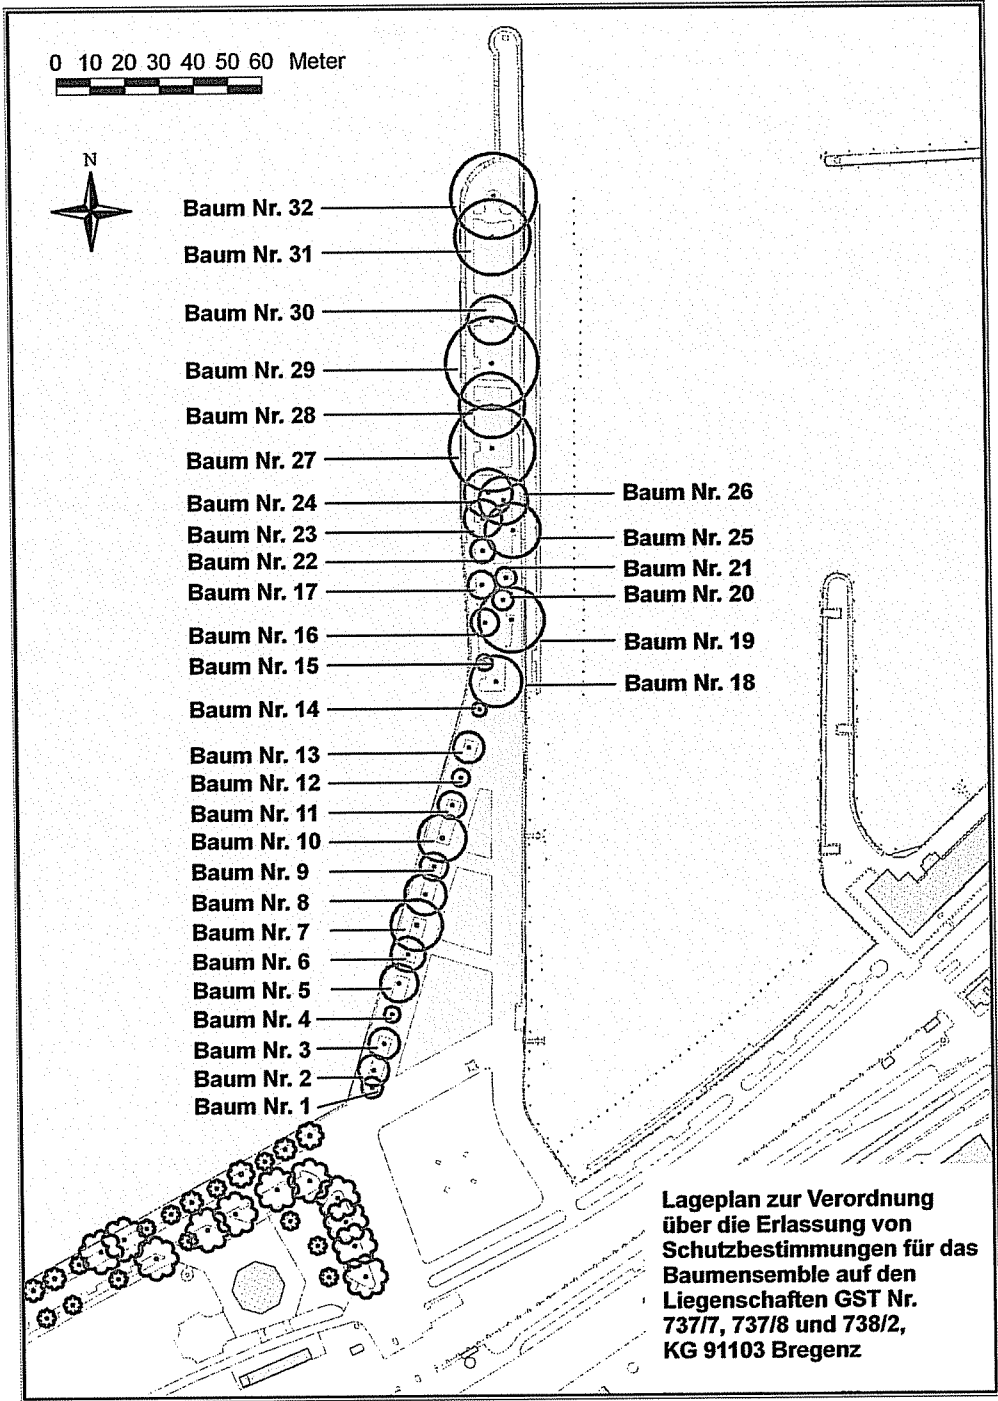 0 10 20 30 40 50 60 Meter
N
Baum Nr. 32
Baum Nr. 31
Baum Nr. 30
Baum Nr. 29
Baum Nr. 28
Baum Nr. 27
Baum Nr. 24
Baum Nr. 23
Baum Nr. 22
Baum Nr. 17
Baum Nr. 16
Baum Nr. 15
Baum Nr. 14
Baum Nr. 13
Baum Nr. 12
Baum Nr. 11
Baum Nr. 10
Baum Nr. 9
Baum Nr. 8
Baum Nr. 7
Baum Nr. 6
Baum Nr. 5
Baum Nr. 4
Baum Nr. 3
Baum Nr. 2
Baum Nr. 1
Baum Nr. 26
Baum Nr. 25
Baum Nr. 21
Baum Nr. 20
Baum Nr. 19
Baum Nr. 18
Lageplan zur Verordnung
über die Erlassung von
Schutzbestimmungen für das
Baumensemble auf den
Liegenschaften GST Nr.
737/7, 737/8 und 738/2,
KG 91103 Bregenz